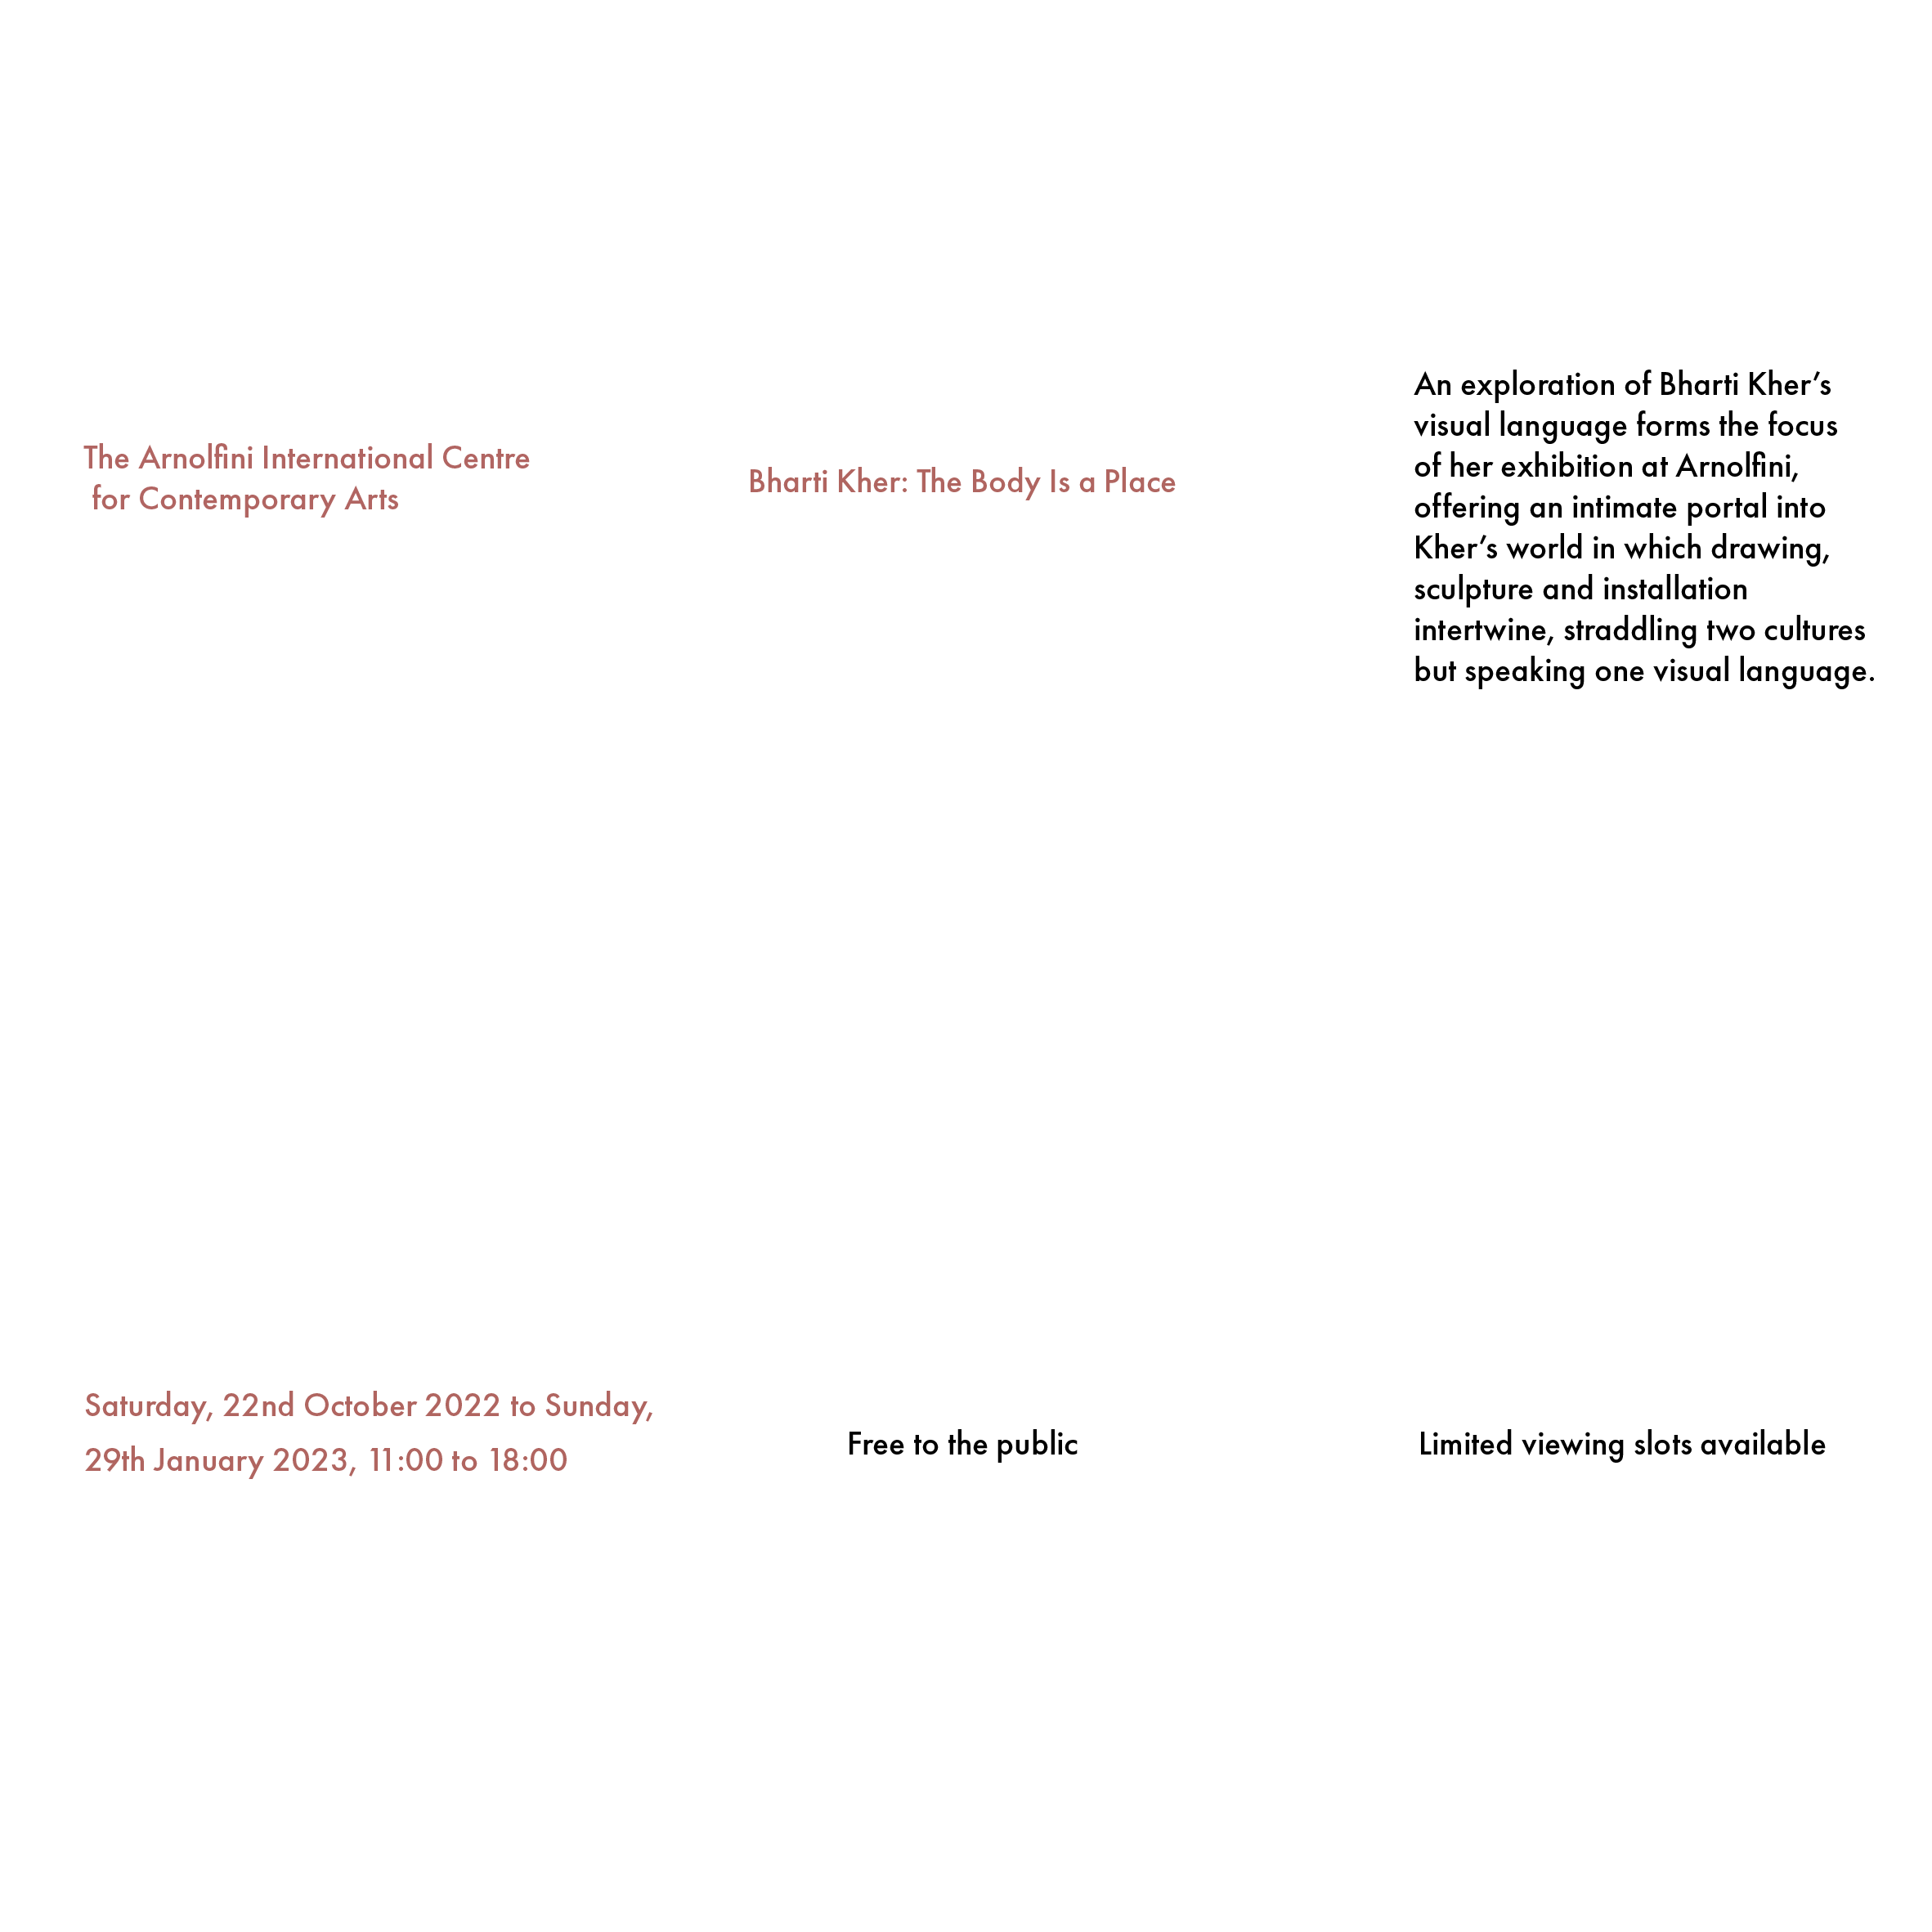 The Arnolfini International Centre
for Contemporary Arts
Bharti Kher: The Body Is a Place
An exploration of Bharti Kher’s
visual language forms the focus
of her exhibition at Arnolfini,
offering an intimate portal into
Kher’s world in which drawing,
sculpture and installation
intertwine, straddling two cultures
but speaking one visual language.
Saturday, 22nd October 2022 to Sunday,
29th January 2023, 11:00 to 18:00
Free to the public
Limited viewing slots available